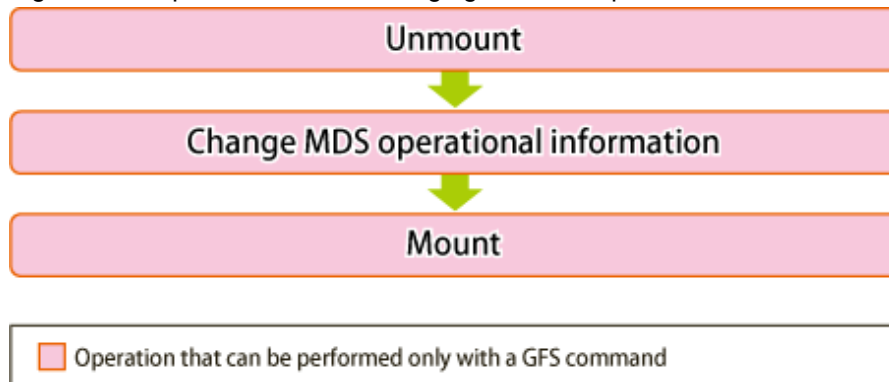 Unmount
Change MDS operational information
Mount
Operation that can be performed only with a GFS command